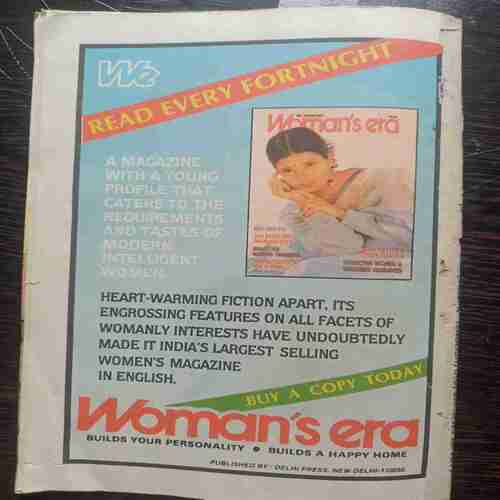 We
READ EVERY FORTNIGHT
Woman's era
A MAGAZINE
WITH A YOUNG
PROFILE THAT
CATERS TO THE
REQUIREMENTS
AND TASTES OF
MODERN
INTELLIGENT
WOMEN.
HEART-WARMING FICTION APART, ITS
ENGROSSING FEATURES ON ALL FACETS OF
WOMANLY INTERESTS HAVE UNDOUBTEDLY
MADE IT INDIA'S LARGEST SELLING
WOMEN'S MAGAZINE
IN ENGLISH.
BUY A COPY TODAY
Woman's era
BUILDS YOUR PERSONALITY ● BUILDS A HAPPY HOME
PUBLISHED BY: DELHI PRESS, NEW DELHI-110055